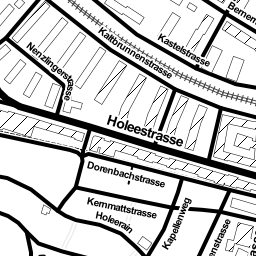 Kaltbrunnenstrasse
Kastelstrasse
Nenzlingerstrasse
Holeestrasse
Dorenbachstrasse
Kemmattstrasse
Holeerain
Kapellenweg